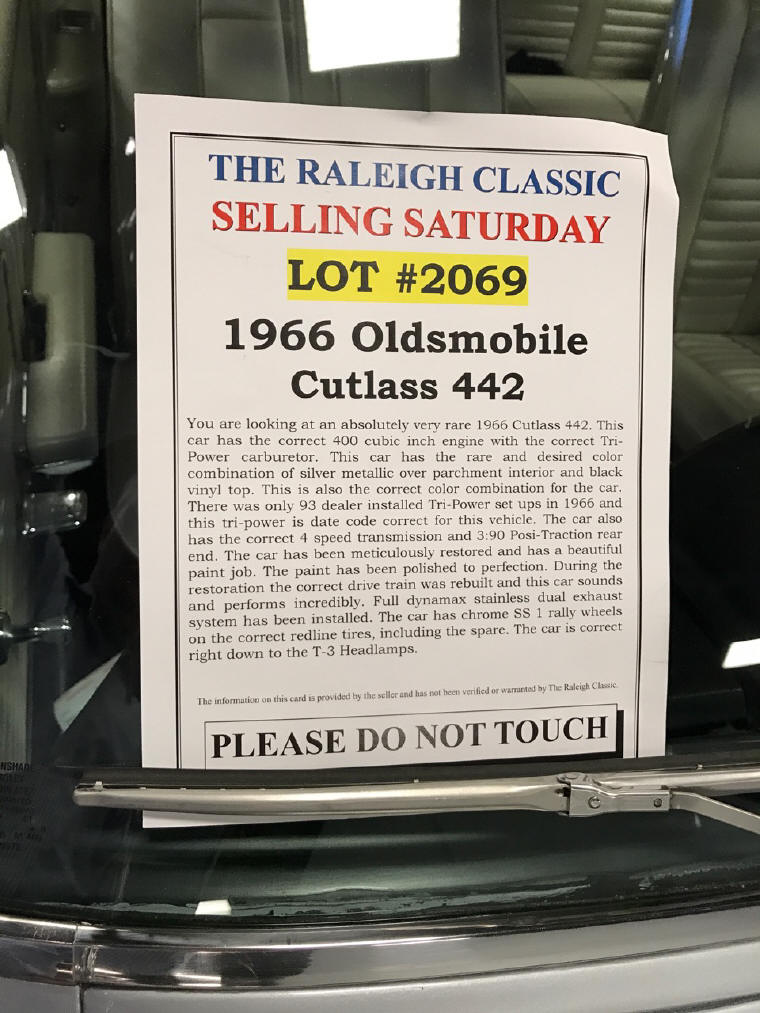 THE RALEIGH CLASSIC
SELLING SATURDAY
LOT #2069
1966 Oldsmobile
Cutlass 442
You are looking at an absolutely very rare 1966 Cutlass 442. This
car has the correct 400 cubic inch engine with the correct Tri-
Power carburetor. This car has the rare and desired color
combination of silver metallic over parchment interior and black
vinyl top. This is also the correct color combination for the car.
There was only 93 dealer installed Tri-Power set ups in 1966 and
this tri-power is date code correct for this vehicle. The car also
has the correct 4 speed transmission and 3:90 Posi-Traction rear
end. The car has been meticulously restored and has a beautiful
paint job. The paint has been polished to perfection. During the
restoration the correct drive train was rebuilt and this car sounds
and performs incredibly. Full dynamax stainless dual exhaust
system has been installed. The car has chrome SS 1 rally wheels
on the correct redline tires, including the spare. The car is correct
right down to the T-3 Headlamps.
The information on this card is provided by the seller and has not been verified or warranted by The Raleigh Classic.
PLEASE DO NOT TOUCH